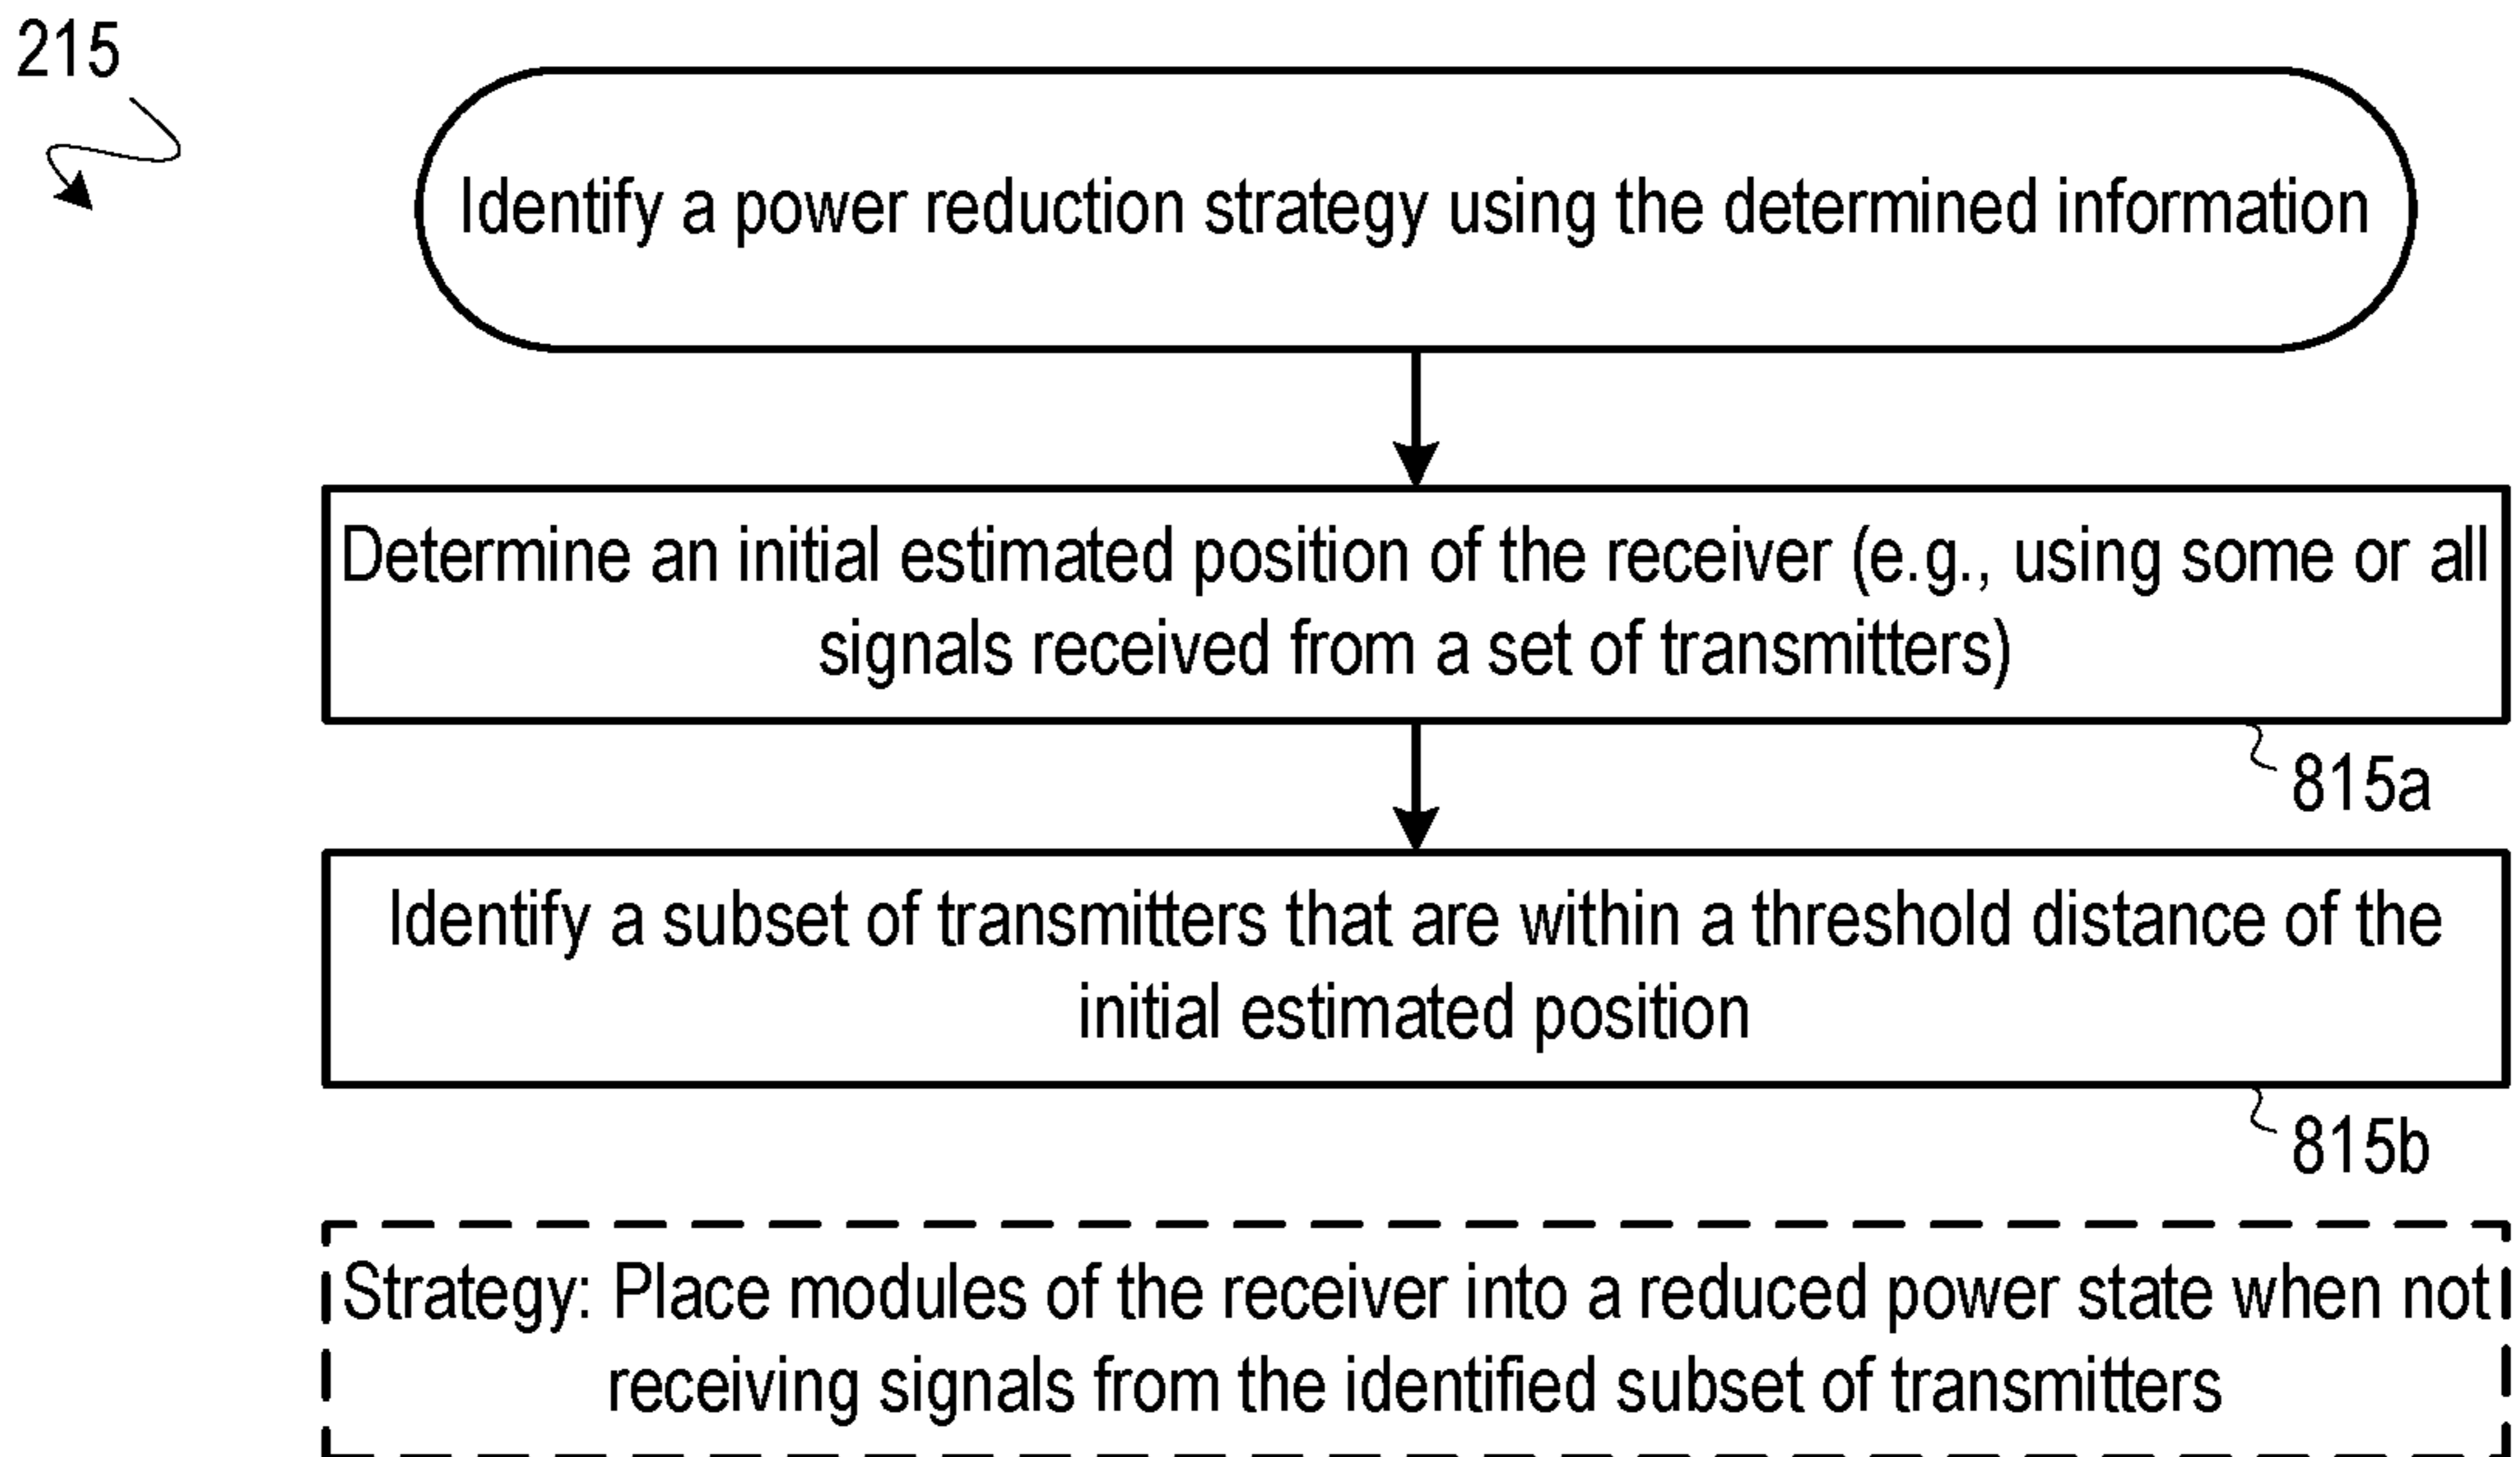 215
Identify a power reduction strategy using the determined information
Determine an initial estimated position of the receiver (e.g., using some or all
signals received from a set of transmitters)
815a
Identify a subset of transmitters that are within a threshold distance of the
initial estimated position
815b
Strategy: Place modules of the receiver into a reduced power state when not
receiving signals from the identified subset of transmitters